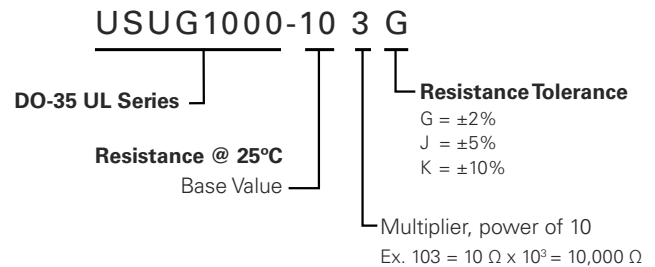 USUG1000-10 3 G
DO-35 UL Series
Resistance @ 25ºC
Base Value
Resistance Tolerance
G = ±2%
J = ±5%
K = ±10%
Multiplier, power of 10
Ex. 103 = 10 Ω x 10³ = 10,000 Ω